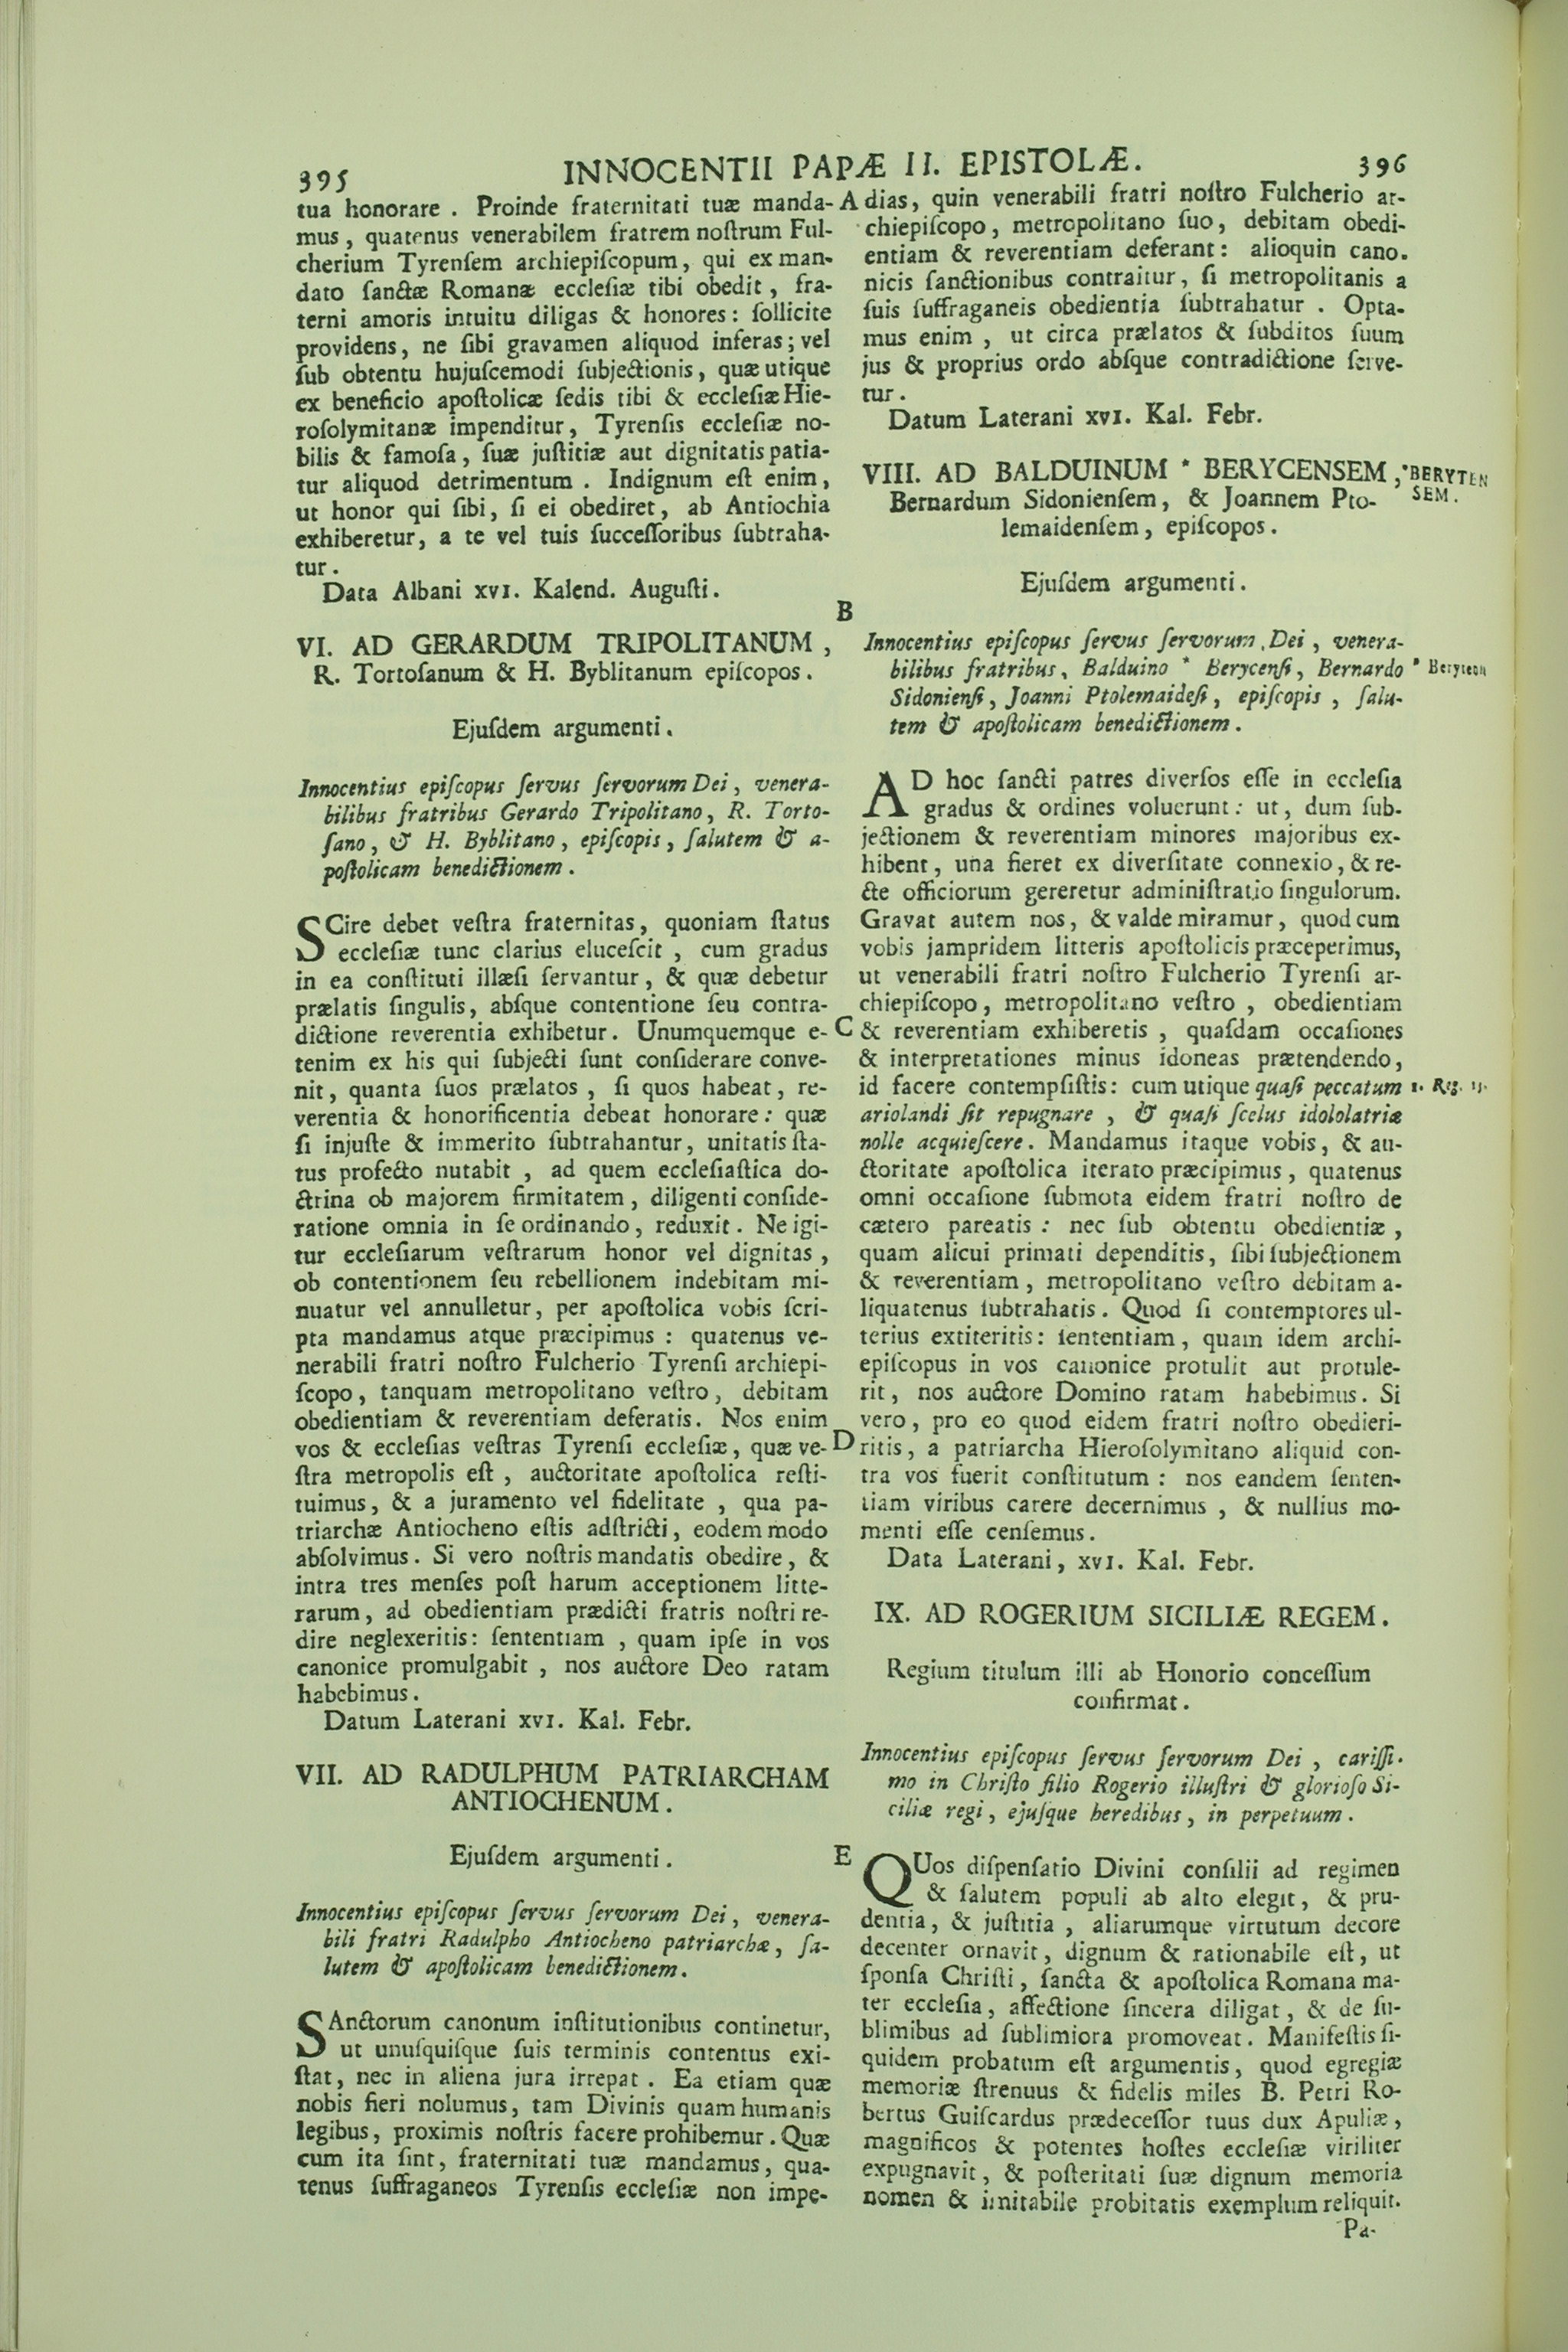 395
INNOCENTII PAPÆ II. EPISTOLÆ.
396
tua honorare . Proinde fraternitati tuæ manda-
mus , quatenus venerabilem fratrem noſtrum Ful-
cherium Tyrenſem archiepiſcopum, qui ex man-
dato ſanctæ Romanæ eccleſiæ tibi obedit, fra-
terni amoris intuitu diligas & honores: ſollicite
providens, ne ſibi gravamen aliquod inferas; vel
ſub obtentu hujuſcemodi ſubjectionis, quæ utique
ex beneficio apoſtolicæ ſedis tibi & eccleſiæ Hie-
roſolymitanæ impenditur, Tyrenſis eccleſiæ no-
bilis & famoſa, ſuæ juſtitiæ aut dignitatis patia-
tur aliquod detrimentum . Indignum eſt enim,
ut honor qui ſibi, ſi ei obediret, ab Antiochia
exhiberetur, a te vel tuis ſucceſſoribus ſubtraha-
tur .
Data Albani XVI. Kalend. Auguſti.
VI. AD GERARDUM TRIPOLITANUM ,
R. Tortoſanum & H. Byblitanum epiſcopos .
Ejuſdem argumenti .
Innocentius epiſcopus ſervus ſervorum Dei, venera-
bilibus fratribus Gerardo Tripolitano, R. Torto-
ſano, & H. Byblitano, epiſcopis, ſalutem & a-
poſtolicam benedictionem .
SCire debet veſtra fraternitas, quoniam ſtatus
eccleſiæ tunc clarius eluceſcit , cum gradus
in ea conſtituti illæſi ſervantur, & quæ debetur
prælatis ſingulis, abſque contentione ſeu contra-
dictione reverentia exhibetur. Unumquemque e-
tenim ex his qui ſubjecti ſunt conſiderare conve-
nit, quanta ſuos prælatos , ſi quos habeat, re-
verentia & honorificentia debeat honorare: quæ
ſi injuſte & immerito ſubtrahantur, unitatis ſta-
tus profecto nutabit , ad quem eccleſiaſtica do-
ctrina ob majorem firmitatem, diligenti conſide-
ratione omnia in ſe ordinando, reduxit. Ne igi-
tur eccleſiarum veſtrarum honor vel dignitas ,
ob contentionem ſeu rebellionem indebitam mi-
nuatur vel annulletur, per apoſtolica vobis ſcri-
pta mandamus atque præcipimus : quatenus ve-
nerabili fratri noſtro Fulcherio Tyrenſi archiepi-
ſcopo, tanquam metropolitano veſtro, debitam
obedientiam & reverentiam deferatis. Nos enim
vos & eccleſias veſtras Tyrenſi eccleſiæ, quæ ve-
ſtra metropolis eſt , auctoritate apoſtolica reſti-
tuimus, & a juramento vel fidelitate , qua pa-
triarchæ Antiocheno eſtis adſtricti, eodem modo
abſolvimus. Si vero noſtris mandatis obedire, &
intra tres menſes poſt harum acceptionem litte-
rarum, ad obedientiam prædicti fratris noſtri re-
dire neglexeritis: ſententiam , quam ipſe in vos
canonice promulgabit , nos auctore Deo ratam
habebimus.
Datum Laterani XVI. Kal. Febr.
VII. AD RADULPHUM PATRIARCHAM
ANTIOCHENUM.
Ejuſdem argumenti .
Innocentius epiſcopus ſervus ſervorum Dei, venera-
bili fratri Radulpho Antiocheno patriarchæ, ſa-
lutem & apoſtolicam benedictionem.
SAnctorum canonum inſtitutionibus continetur,
ut unuſquiſque ſuis terminis contentus exi-
ſtat, nec in aliena jura irrepat . Ea etiam quæ
nobis fieri nolumus, tam Divinis quam humanis
legibus, proximis noſtris facere prohibemur. Quæ
cum ita ſint, fraternitati tuæ mandamus, qua-
tenus ſuffraganeos Tyrenſis eccleſiæ non impe-
A
B
C
D
E
dias, quin venerabili fratri noſtro Fulcherio ar-
chiepiſcopo, metropolitano ſuo, debitam obedi-
entiam & reverentiam deferant: alioquin cano.
nicis ſanctionibus contraitur, ſi metropolitanis a
ſuis ſuffraganeis obedientia ſubtrahatur . Opta-
mus enim , ut circa prælatos & ſubditos ſuum
jus & proprius ordo abſque contradictione ſerve-
tur .
Datum Laterani XVI. Kal. Febr.
VIII. AD BALDUINUM * BERYCENSEM,
Bernardum Sidonienſem, & Joannem Pto-
lemaidenſem, epiſcopos.
* BERYTEN
SEM.
Ejuſdem argumenti.
Innocentius epiſcopus ſervus ſervorum Dei, venera-
bilibus fratribus, Balduino * Berycenſi, Bernardo
Sidonienſi, Joanni Ptolemaideſi, epiſcopis , ſalu-
tem & apoſtolicam benedictionem .
AD hoc ſancti patres diverſos eſſe in eccleſia
gradus & ordines voluerunt: ut, dum ſub-
jectionem & reverentiam minores majoribus ex-
hibent, una fieret ex diverſitate connexio, & re-
cte officiorum gereretur adminiſtratio ſingulorum.
Gravat autem nos, & valde miramur, quod cum
vobis jampridem litteris apoſtolicis præceperimus,
ut venerabili fratri noſtro Fulcherio Tyrenſi ar-
chiepiſcopo, metropolitano veſtro , obedientiam
& reverentiam exhiberetis , quaſdam occaſiones
& interpretationes minus idoneas prætendendo,
id facere contempſiſtis: cum utique quaſi peccatum
ariolandi ſit repugnare , & quaſi ſcelus idololatriæ
nolle acquieſcere. Mandamus itaque vobis, & au-
ctoritate apoſtolica iterato præcipimus, quatenus
omni occaſione ſubmota eidem fratri noſtro de
cætero pareatis : nec ſub obtentu obedientiæ ,
quam alicui primati dependitis, ſibi ſubjectionem
& reverentiam, metropolitano veſtro debitam a-
liquatenus ſubtrahatis. Quod ſi contemptores ul-
terius extiteritis: ſententiam, quam idem archi-
epiſcopus in vos canonice protulit aut protule-
rit, nos auctore Domino ratam habebimus. Si
vero, pro eo quod eidem fratri noſtro obedieri-
ritis, a patriarcha Hieroſolymitano aliquid con-
tra vos fuerit conſtitutum : nos eandem ſenten-
tiam viribus carere decernimus , & nullius mo-
menti eſſe cenſemus.
Data Laterani, XVI. Kal. Febr.
IX. AD ROGERIUM SICILIÆ REGEM.
Regium titulum illi ab Honorio conceſſum
confirmat.
Innocentius epiſcopus ſervus ſervorum Dei , cariſſi-
mo in Chriſto filio Rogerio illuſtri & glorioſo Si-
ciliæ regi, ejuſque heredibus, in perpetuum .
QUos diſpenſatio Divini conſilii ad regimen
& ſalutem populi ab alto elegit, & pru-
dentia, & juſtitia , aliarumque virtutum decore
decenter ornavit, dignum & rationabile eſt, ut
ſponſa Chriſti, ſancta & apoſtolica Romana ma-
ter eccleſia, affectione ſincera diligat, & de ſu-
blimibus ad ſublimiora promoveat. Manifeſtis ſi-
quidem probatum eſt argumentis, quod egregiæ
memoriæ ſtrenuus & fidelis miles B. Petri Ro-
bertus Guiſcardus prædeceſſor tuus dux Apuliæ,
magnificos & potentes hoſtes eccleſiæ viriliter
expugnavit, & poſteritati ſuæ dignum memoria
nomen & imitabile probitatis exemplum reliquit.
Pa-